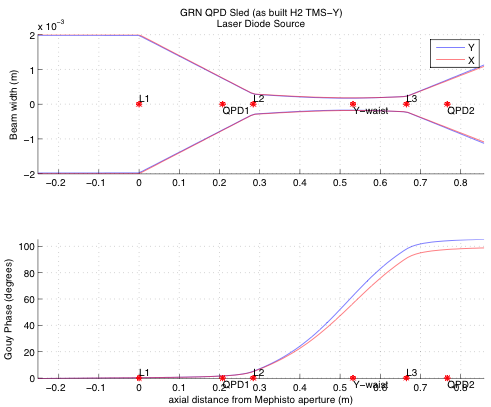 GRN QPD Sled (as built H2 TMS−Y)
Laser Diode Source
2 x 10⁻³
Y
X
1
0
−1
−2
Beam width (m)
L1
QPD1
L2
Y−waist
L3
QPD2
−0.2 −0.1 0 0.1 0.2 0.3 0.4 0.5 0.6 0.7 0.8
100
80
60
40
20
0
Gouy Phase (degrees)
L1
QPD1
L2
Y−waist
L3
QPD2
−0.2 −0.1 0 0.1 0.2 0.3 0.4 0.5 0.6 0.7 0.8
axial distance from Mephisto aperture (m)